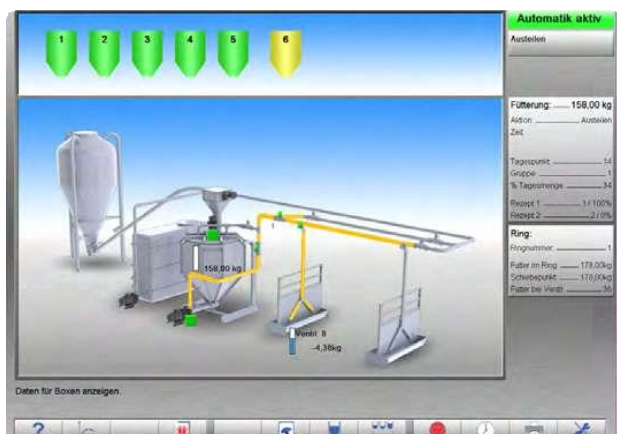 1 2 3 4 5 6
Automatik aktiv
Austeilen
Fütterung: 158,00 kg
Aktion Austeilen
Zeit:
Tagespunkt 14
Gruppe 1
% Tagesmenge 34
Rezept 1 1 / 100%
Rezept 2 2 / 0%
Ring:
Ringnummer 1
Futter im Ring 178,00kg
Schiebepunkt 178,00kg
Futter bei Ventil 36
1
158,00 kg
Ventil 8
-4,38kg
Daten für Boxen anzeigen.
?